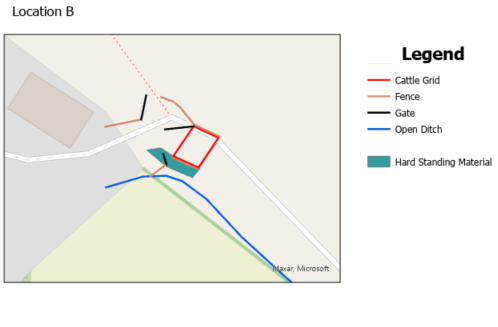 Location B
Legend
Cattle Grid
Fence
Gate
Open Ditch
Hard Standing Material
Maxar, Microsoft